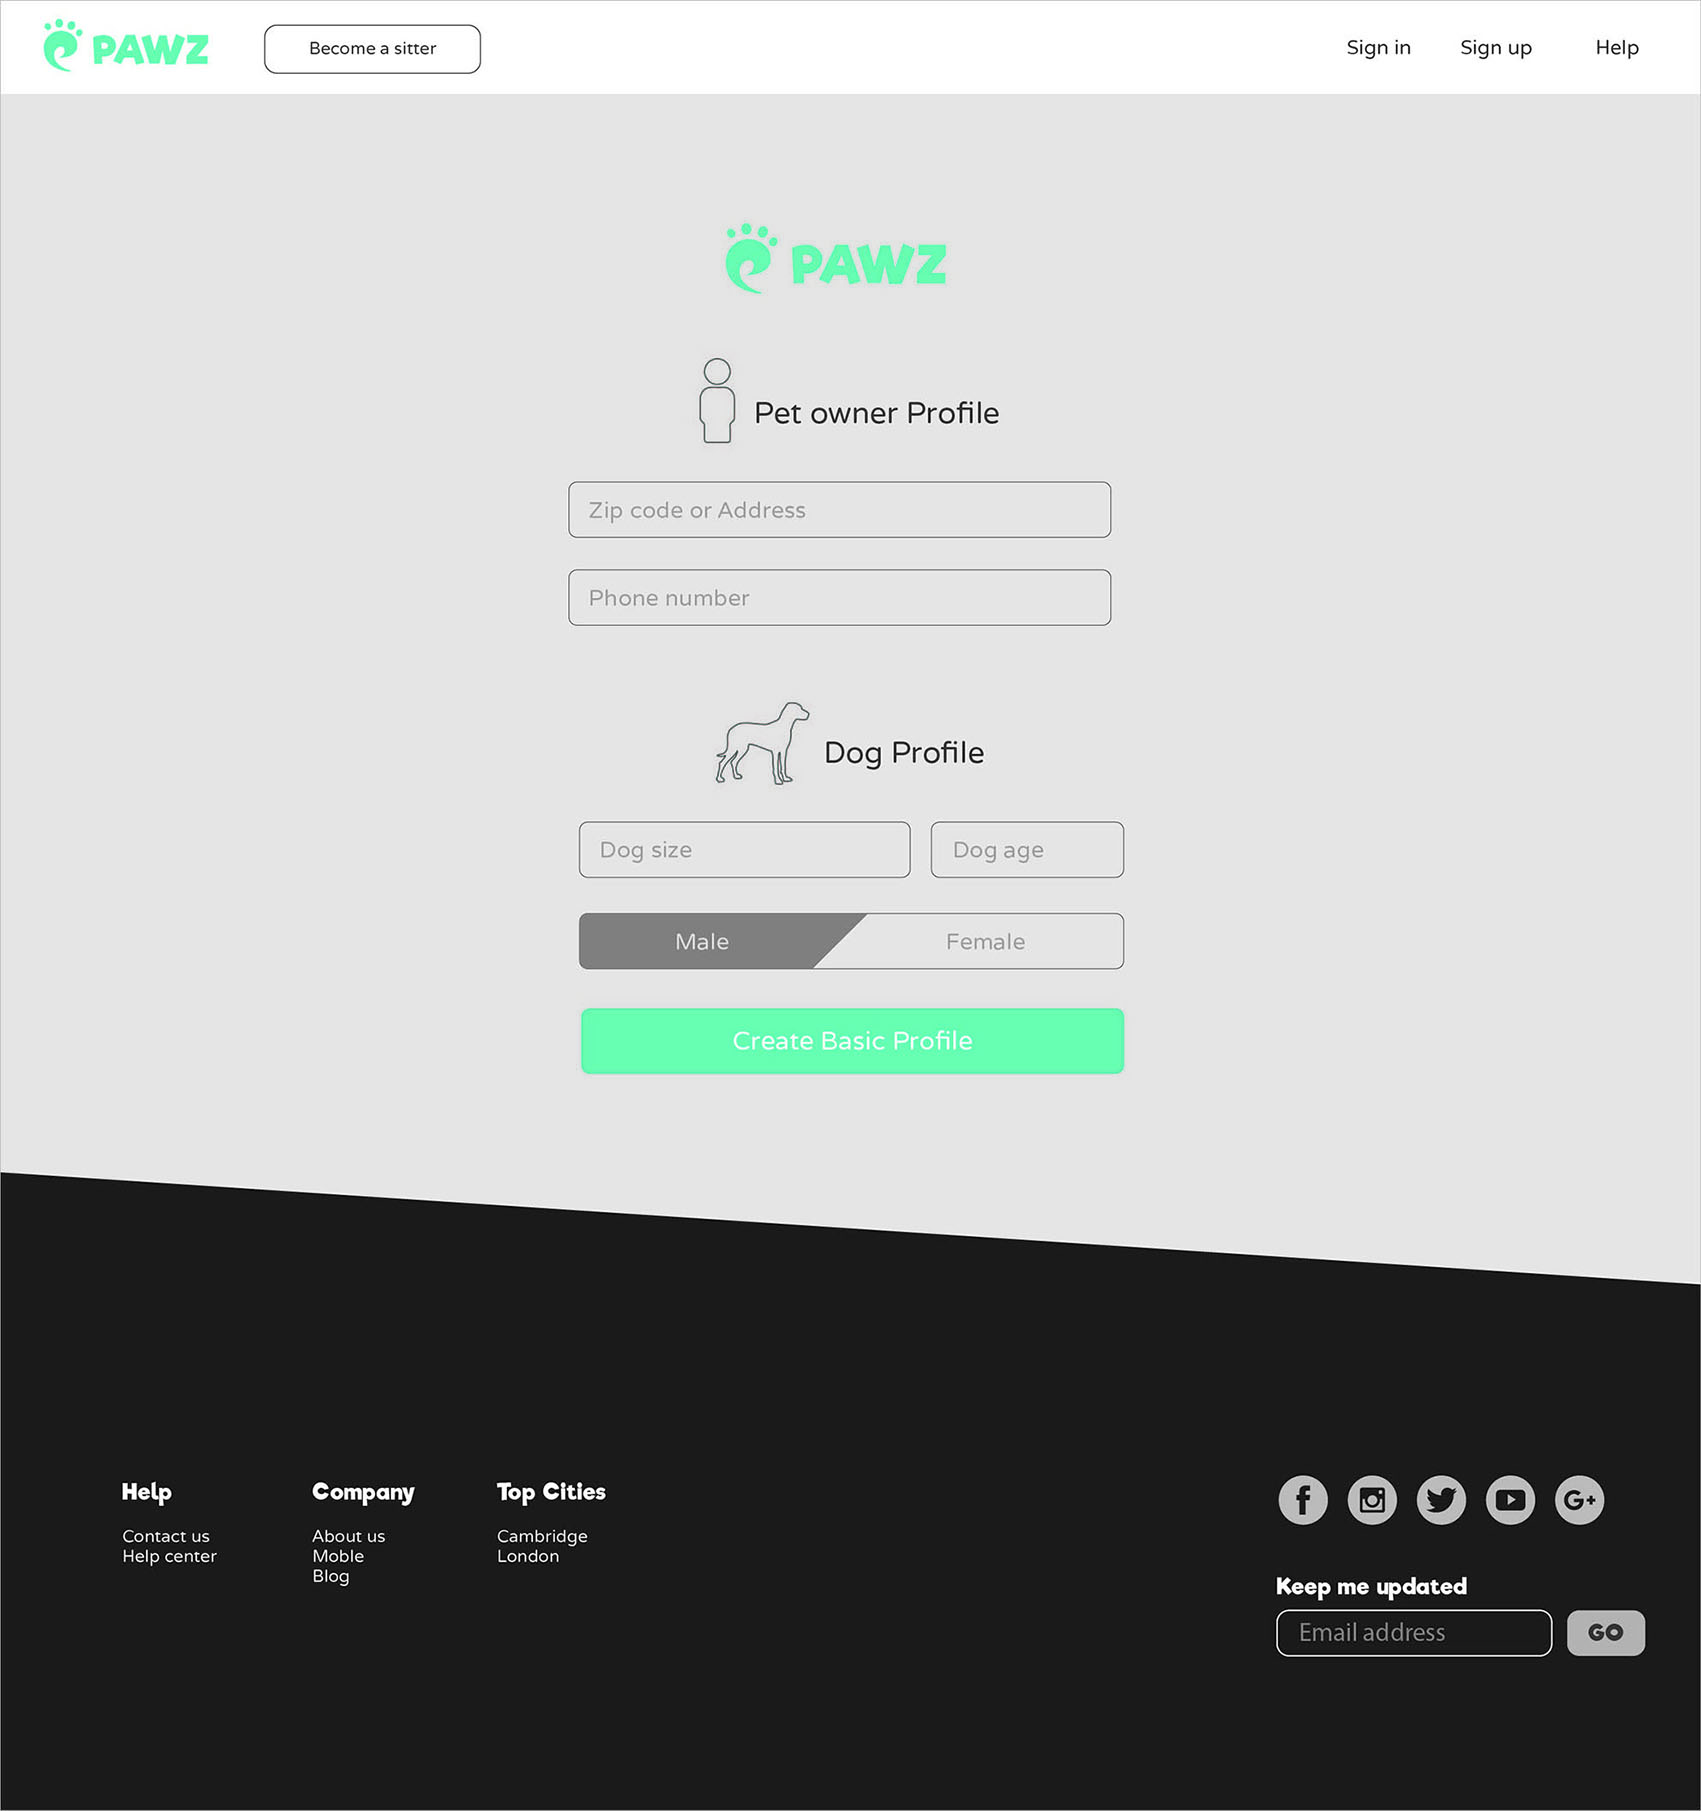 PAWZ
Become a sitter
Sign in
Sign up
Help
PAWZ
Pet owner Profile
Zip code or Address
Phone number
Dog Profile
Dog size
Dog age
Male
Female
Create Basic Profile
Help
Contact us
Help center
Company
About us
Moble
Blog
Top Cities
Cambridge
London
f
G+
Keep me updated
Email address
GO